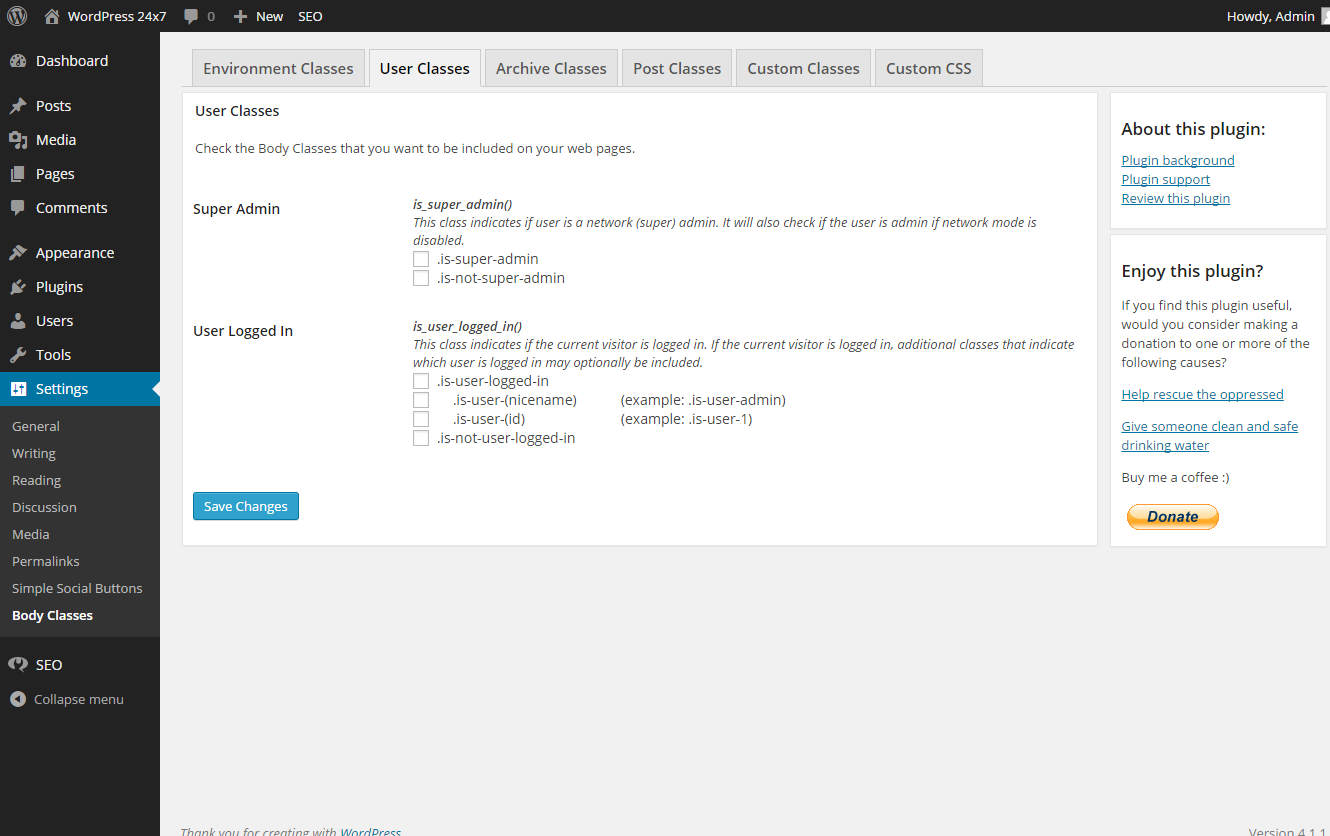 WordPress 24x7 0 New SEO Howdy, Admin
Dashboard
Posts
Media
Pages
Comments
Appearance
Plugins
Users
Tools
Settings
General
Writing
Reading
Discussion
Media
Permalinks
Simple Social Buttons
Body Classes
SEO
Collapse menu
Environment Classes User Classes Archive Classes Post Classes Custom Classes Custom CSS
User Classes
Check the Body Classes that you want to be included on your web pages.
Super Admin
is_super_admin()
This class indicates if user is a network (super) admin. It will also check if the user is admin if network mode is
disabled.
.is-super-admin
.is-not-super-admin
User Logged In
is_user_logged_in()
This class indicates if the current visitor is logged in. If the current visitor is logged in, additional classes that indicate
which user is logged in may optionally be included.
.is-user-logged-in
.is-user-(nicename) (example: .is-user-admin)
.is-user-(id) (example: .is-user-1)
.is-not-user-logged-in
Save Changes
About this plugin:
Plugin background
Plugin support
Review this plugin
Enjoy this plugin?
If you find this plugin useful,
would you consider making a
donation to one or more of the
following causes?
Help rescue the oppressed
Give someone clean and safe
drinking water
Buy me a coffee :)
Donate
Thank you for creating with WordPress
Version 4.1.1